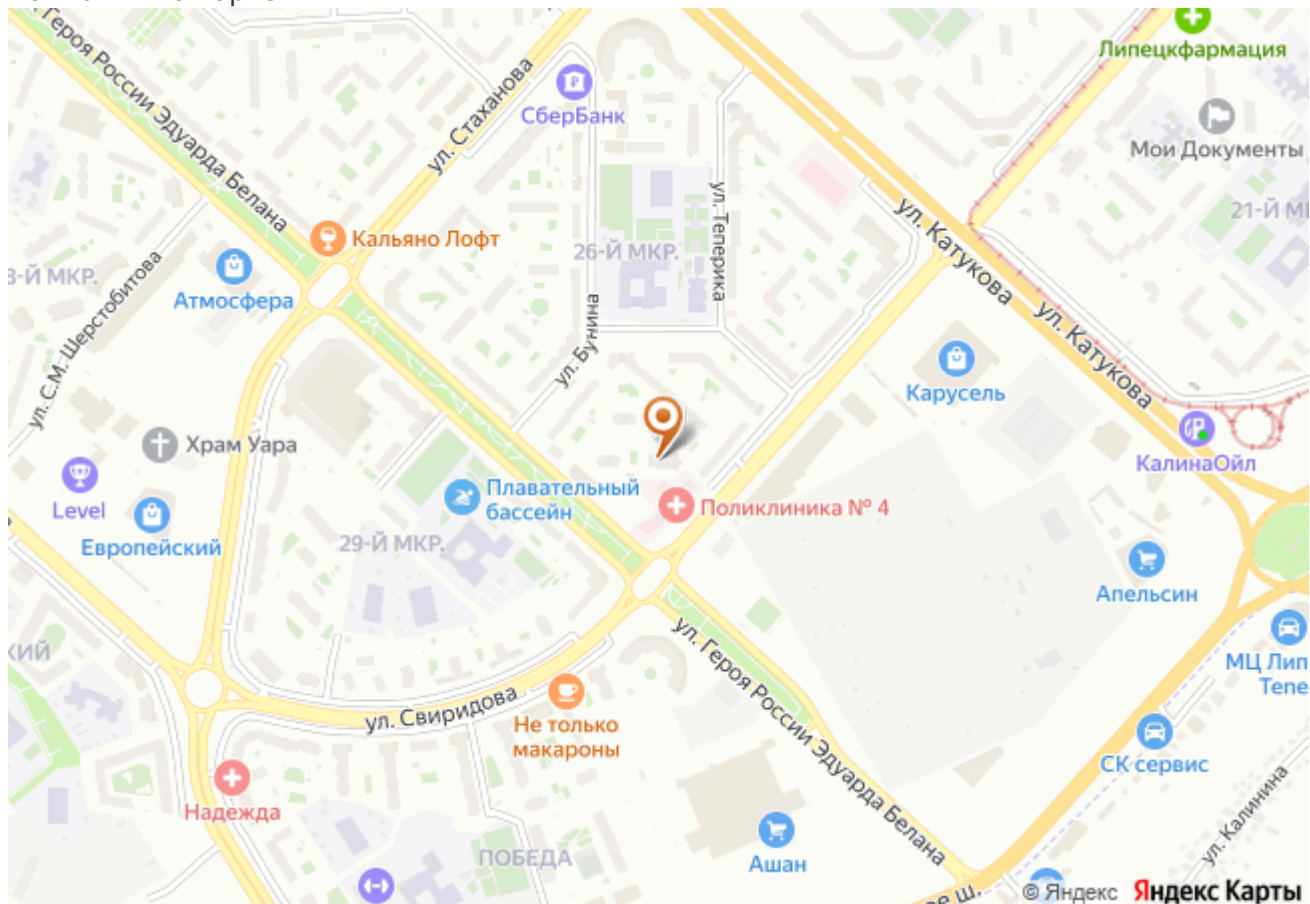 Липецкфармация
ул. Героя России Эдуарда Белана
ул. Стаханова
СберБанк
Мои Документы
ул. Теперика
ул. Катукова
21-Й
Кальяно Лофт
26-Й МКР.
Й МКР.
Атмосфера
ул. С.М. Шерстобитова
ул. Бунина
ул. Катукова
Карусель
Храм Уара
КалинаОйл
Level
Плавательный
бассейн
Поликлиника № 4
Европейский
29-Й МКР.
Апельсин
ул. Героя России Эдуарда Белана
КИЙ
МЦ Лип
Тепе
ул. Свиридова
Не только
макароны
СК сервис
Надежда
ул. Калинина
ПОБЕДА
Ашан
ое ш.
© Яндекс Яндекс Карты